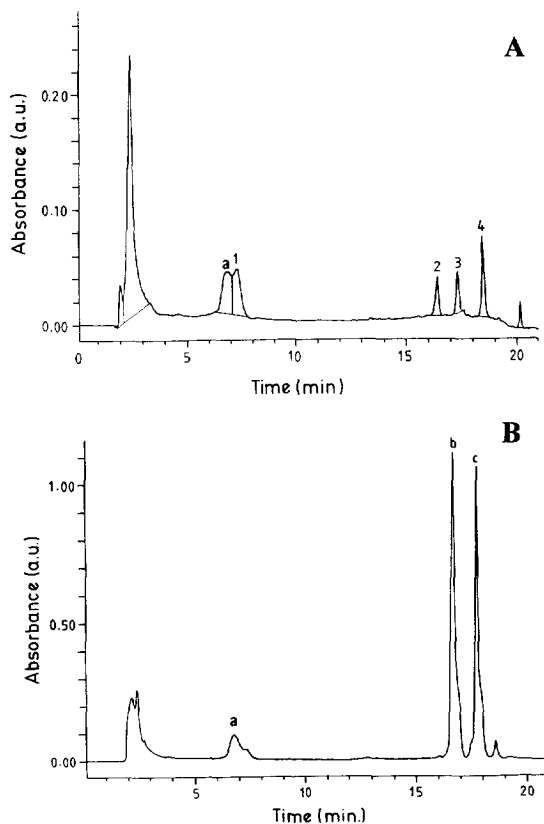 A
Absorbance (a.u.)
0.20
0.10
0.00
a 1 2 3 4
0 5 10 15 20
Time (min)
B
Absorbance (a.u.)
1.00
0.50
0.00
a b c
5 10 15 20
Time (min.)